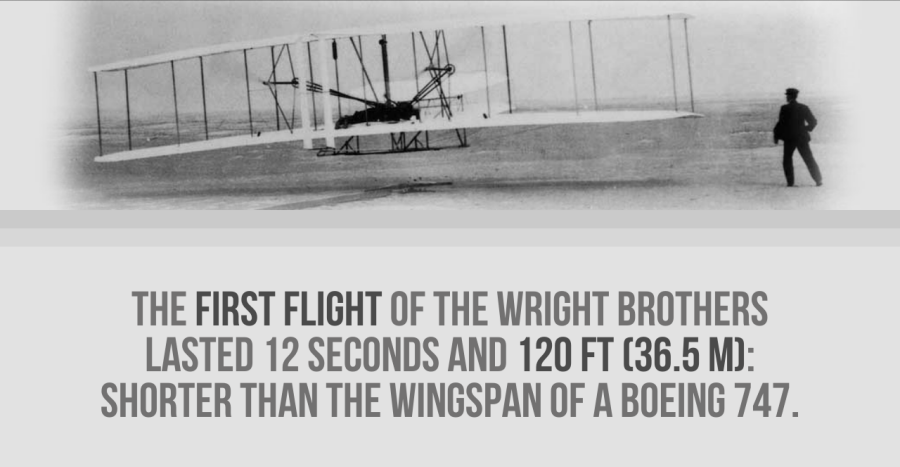 THE FIRST FLIGHT OF THE WRIGHT BROTHERS
LASTED 12 SECONDS AND 120 FT (36.5 M):
SHORTER THAN THE WINGSPAN OF A BOEING 747.